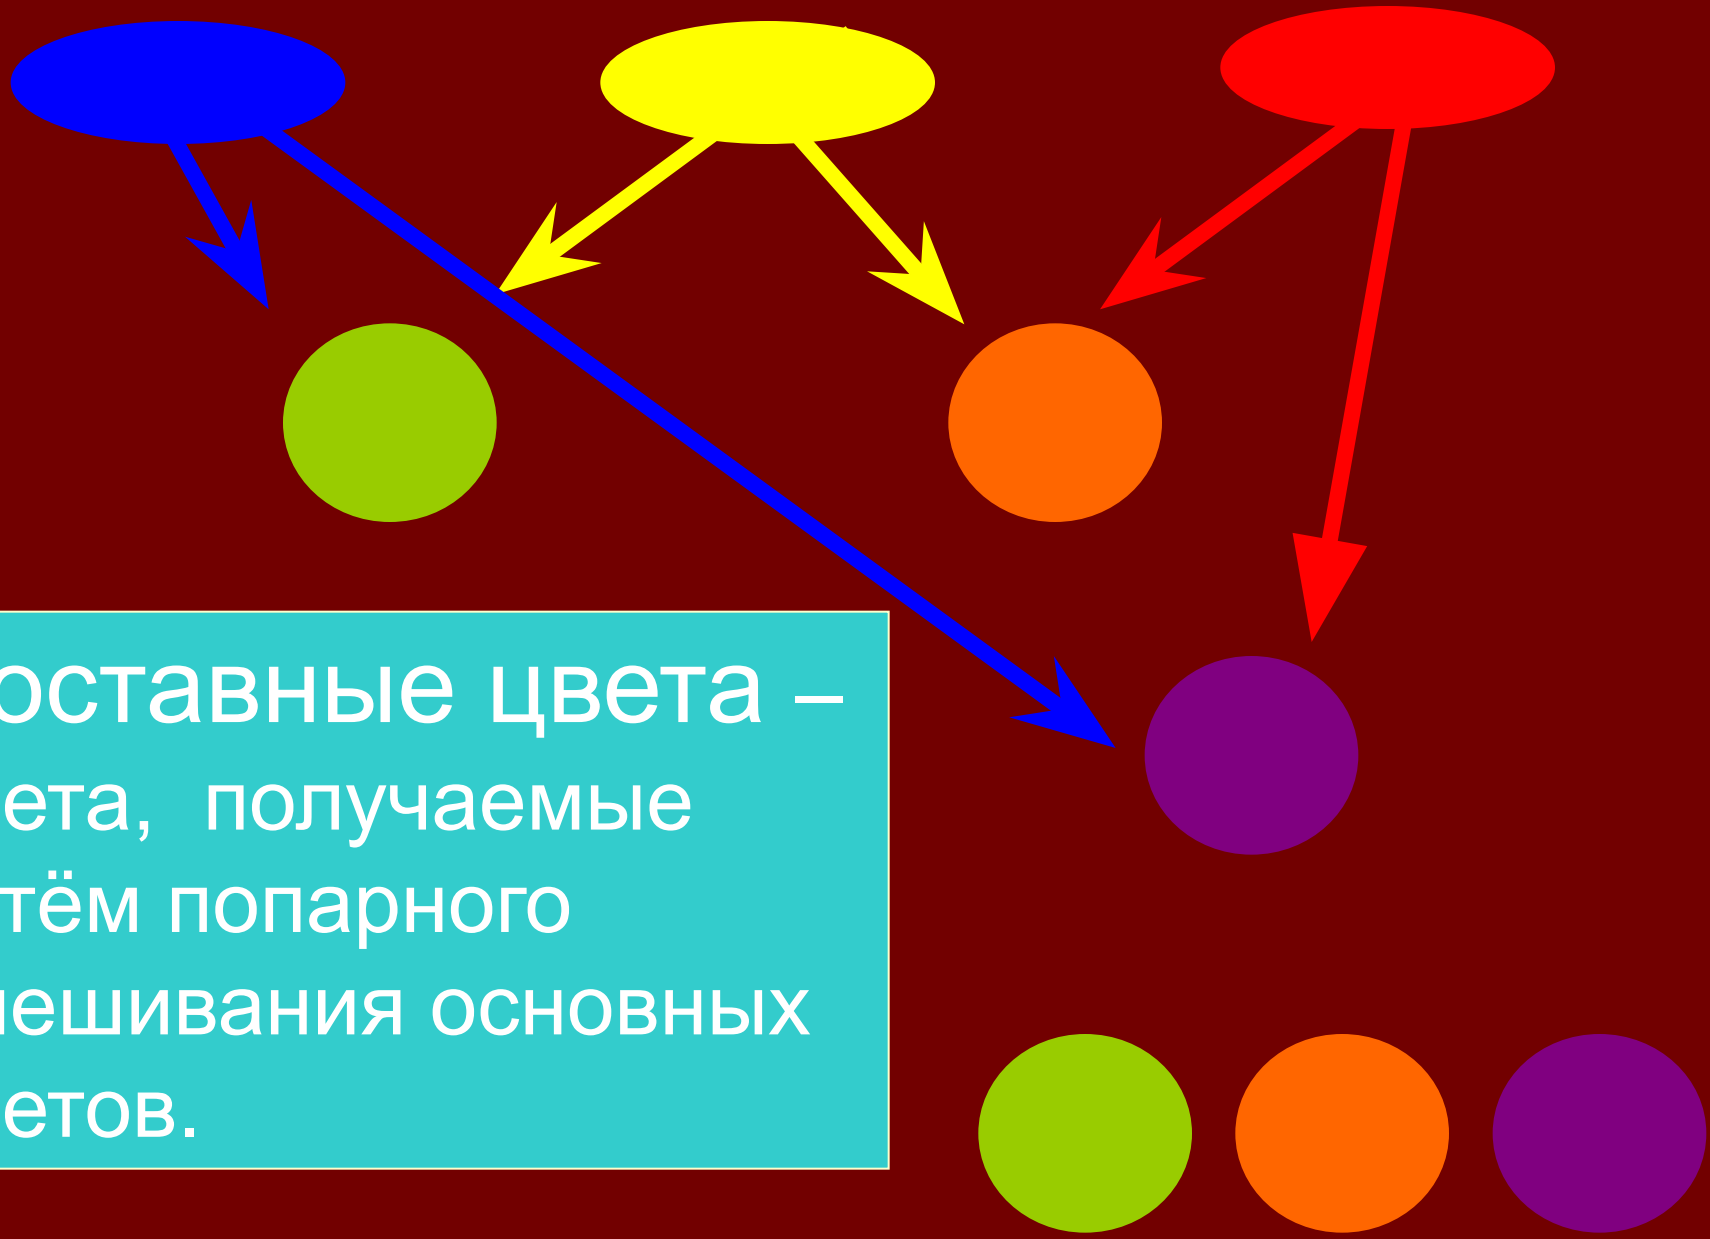 оставные цвета –
ета, получаемые
тём попарного
ешивания основных
етов.